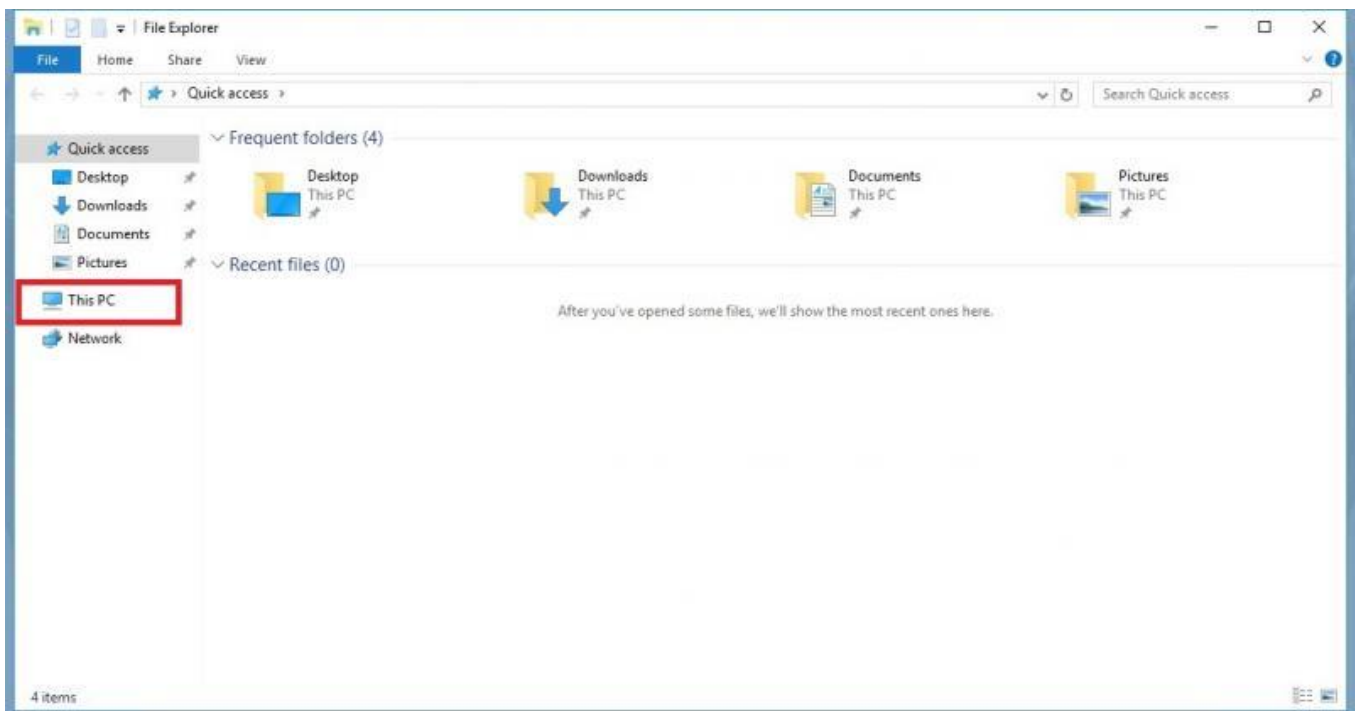 File Explorer
File Home Share View
Quick access
Search Quick access
Quick access
Desktop
Downloads
Documents
Pictures
This PC
Network
Frequent folders (4)
Desktop
This PC
Downloads
This PC
Documents
This PC
Pictures
This PC
Recent files (0)
After you've opened some files, we'll show the most recent ones here.
4 items